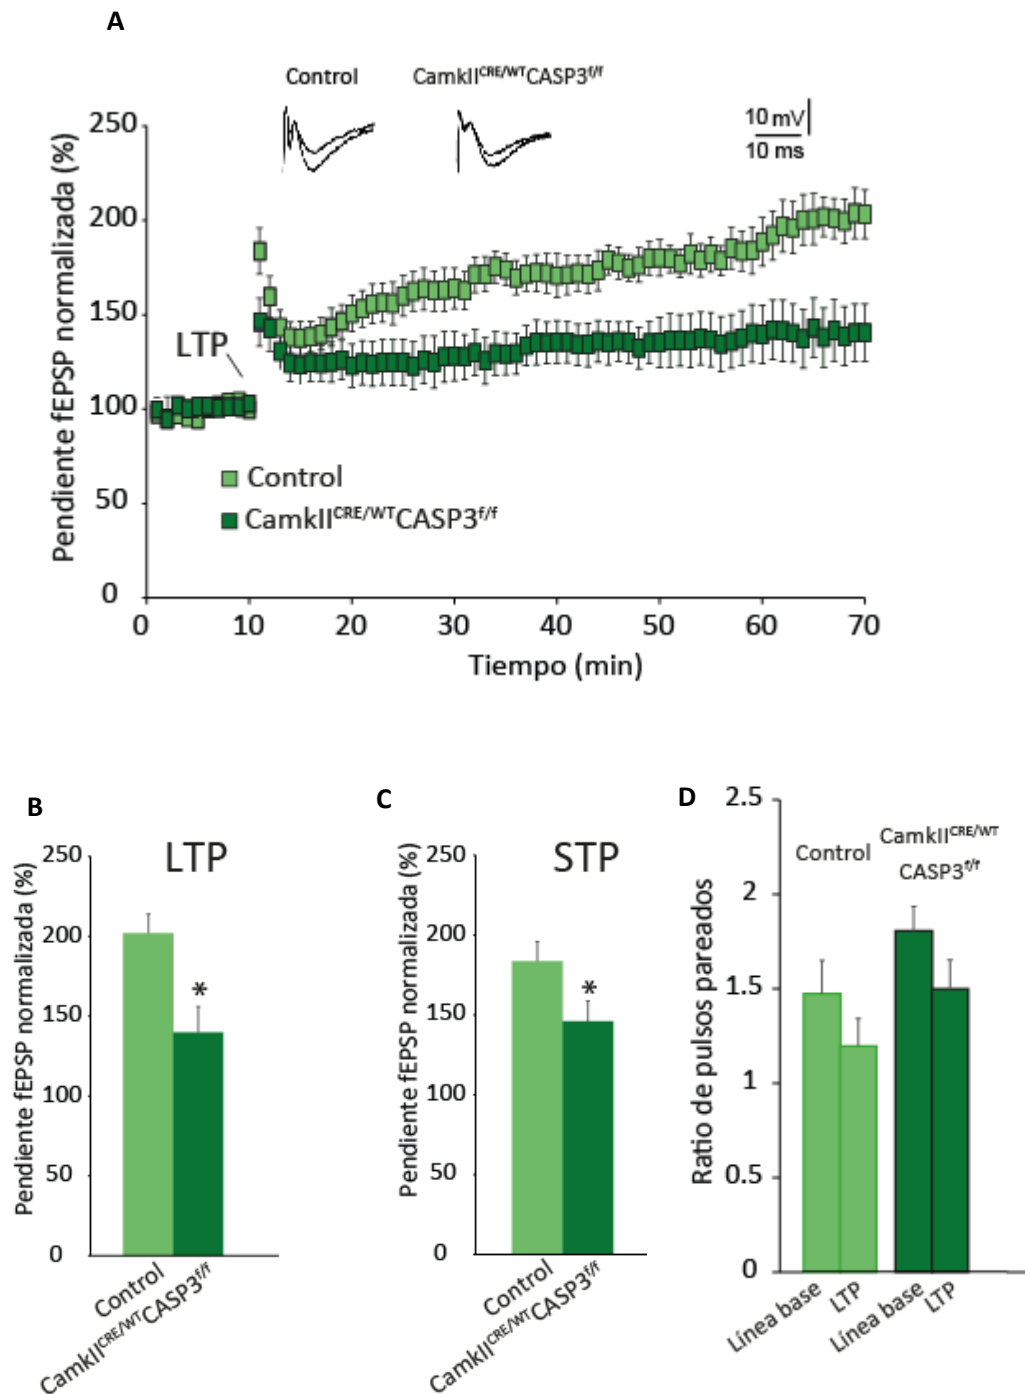 A
Control
CamkII^CRE/WT CASP3^f/f
10 mV
10 ms
Pendiente fEPSP normalizada (%)
250
200
150
100
50
0
LTP
Control
CamkII^CRE/WT CASP3^f/f
0 10 20 30 40 50 60 70
Tiempo (min)
B
LTP
Pendiente fEPSP normalizada (%)
250
200
150
100
50
0
*
Control
CamkII^CRE/WT CASP3^f/f
C
STP
Pendiente fEPSP normalizada (%)
250
200
150
100
50
0
*
Control
CamkII^CRE/WT CASP3^f/f
D
Ratio de pulsos pareados
2.5
2
1.5
1
0.5
0
Control
CamkII^CRE/WT
CASP3^f/f
Línea base
LTP
Línea base
LTP